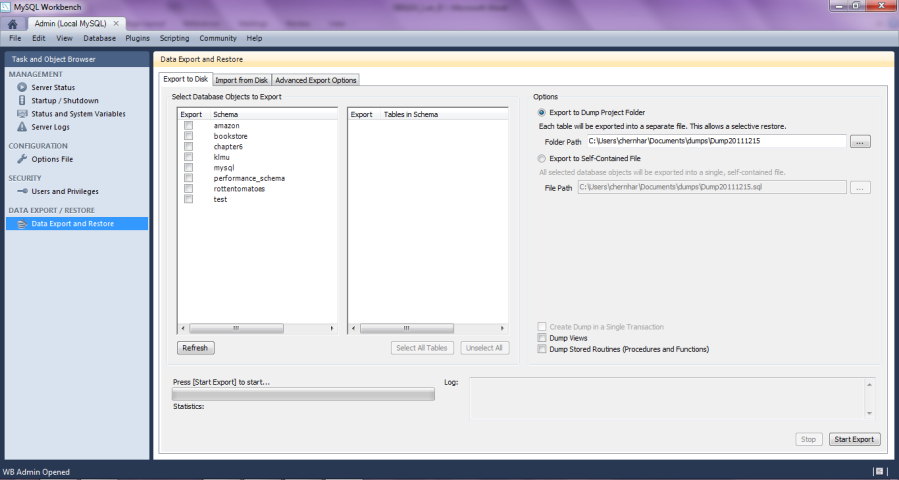 MySQL Workbench
Admin (Local MySQL)
File Edit View Database Plugins Scripting Community Help
Task and Object Browser
MANAGEMENT
Server Status
Startup / Shutdown
Status and System Variables
Server Logs
CONFIGURATION
Options File
SECURITY
Users and Privileges
DATA EXPORT / RESTORE
Data Export and Restore
Data Export and Restore
Export to Disk Import from Disk Advanced Export Options
Select Database Objects to Export
Export Schema
amazon
bookstore
chapter6
klmu
mysql
performance_schema
rottentomatoes
test
Export Tables in Schema
Refresh
Select All Tables Unselect All
Options
Export to Dump Project Folder
Each table will be exported into a separate file. This allows a selective restore.
Folder Path C:\Users\chernhar\Documents\dumps\Dump20111215 ...
Export to Self-Contained File
All selected database objects will be exported into a single, self-contained file.
File Path C:\Users\chernhar\Documents\dumps\Dump20111215.sql ...
Create Dump in a Single Transaction
Dump Views
Dump Stored Routines (Procedures and Functions)
Press [Start Export] to start...
Statistics:
Log:
Stop Start Export
WB Admin Opened